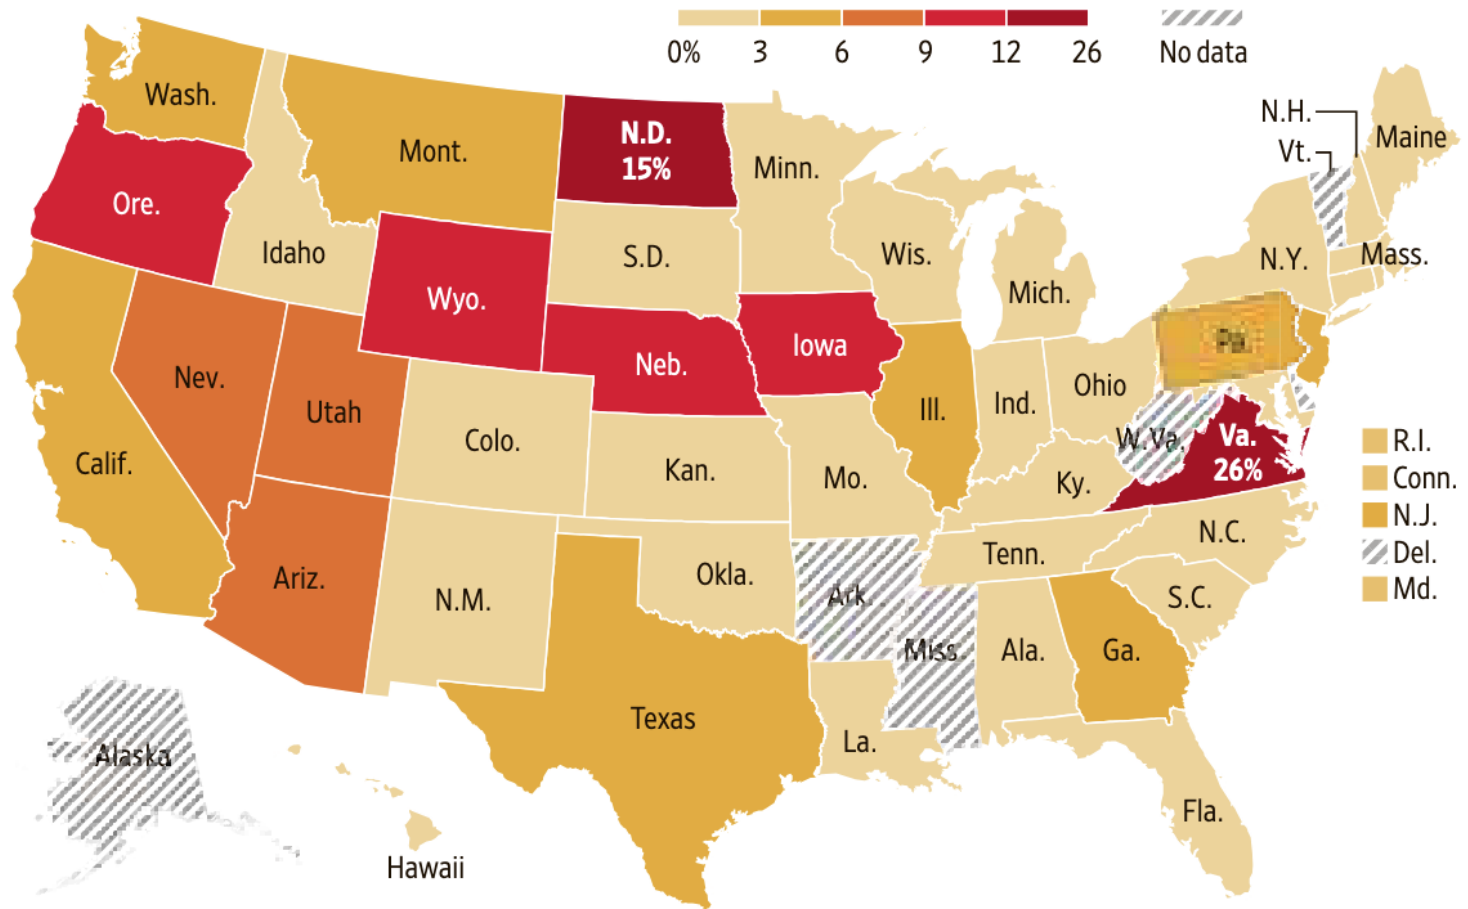 0% 3 6 9 12 26
No data
N.H.
Vt.
Maine
Wash.
Mont.
N.D.
15%
Minn.
Ore.
Idaho
S.D.
Wis.
N.Y.
Mass.
Wyo.
Mich.
Iowa
Pa.
Neb.
Nev.
Utah
Colo.
Ill.
Ind.
Ohio
Calif.
Kan.
Mo.
Ky.
W.Va.
Va.
26%
R.I.
Conn.
N.J.
Del.
Md.
Ariz.
N.M.
Okla.
Ark.
Tenn.
N.C.
S.C.
Miss.
Ala.
Ga.
Texas
La.
Alaska
Fla.
Hawaii